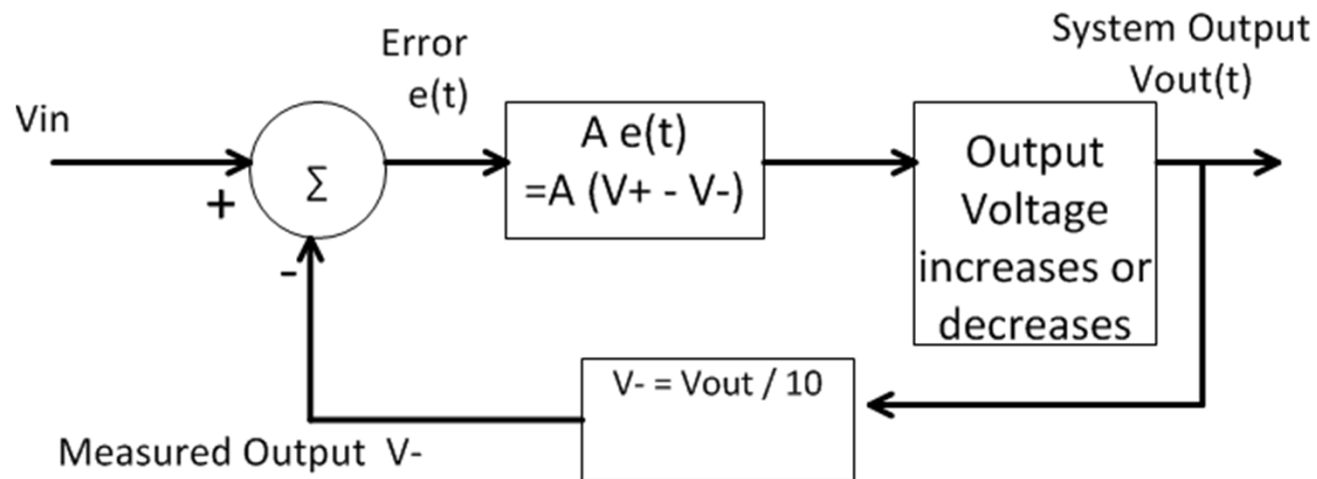 System Output
Vout(t)
Error
e(t)
Vin
+
Σ
-
A e(t)
=A (V+ - V-)
Output
Voltage
increases or
decreases
V- = Vout / 10
Measured Output  V-